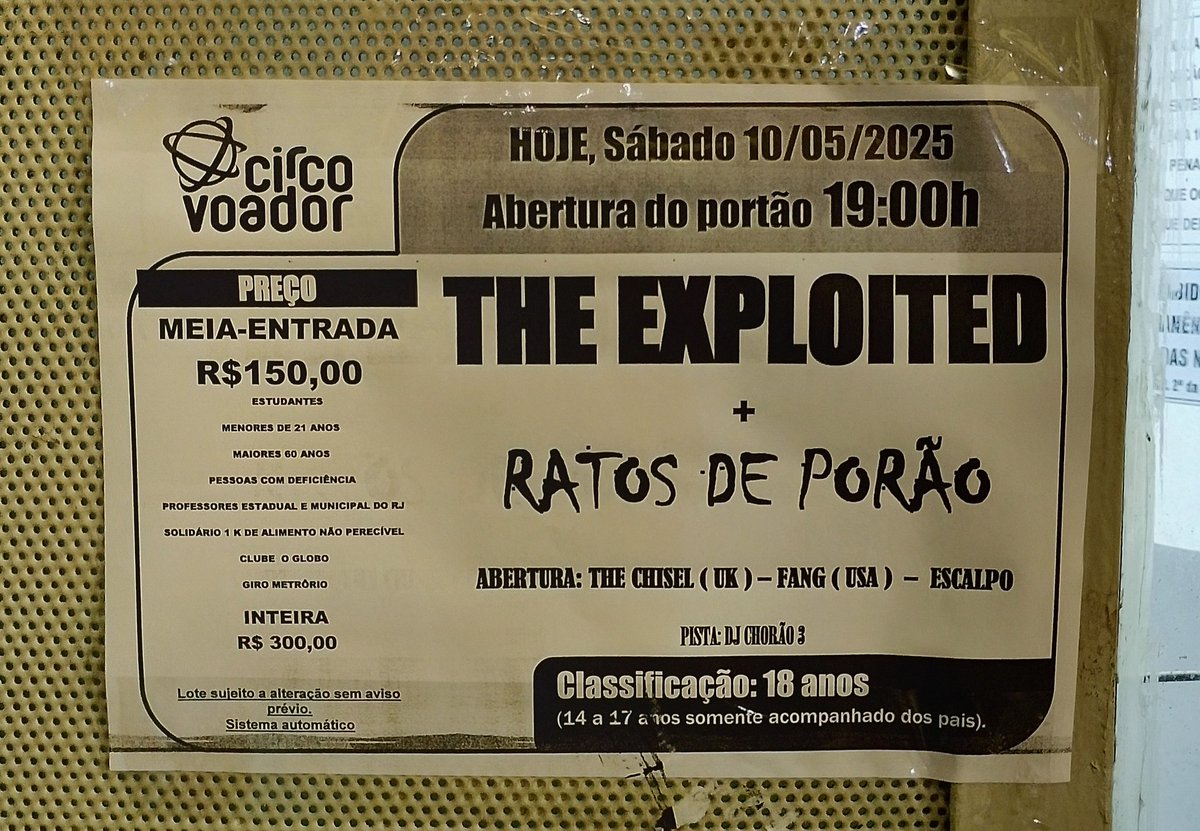 circo
voador
HOJE, Sábado 10/05/2025
Abertura do portão 19:00h
PREÇO
MEIA-ENTRADA
R$150,00
ESTUDANTES
MENORES DE 21 ANOS
MAIORES 60 ANOS
PESSOAS COM DEFICIÊNCIA
PROFESSORES ESTADUAL E MUNICIPAL DO RJ
SOLIDÁRIO 1 K DE ALIMENTO NÃO PERECÍVEL
CLUBE O GLOBO
GIRO METRÔRIO
INTEIRA
R$ 300,00
Lote sujeito a alteração sem aviso
prévio.
Sistema automático
THE EXPLOITED
+
RATOS DE PORÃO
ABERTURA: THE CHISEL ( UK ) – FANG ( USA ) – ESCALPO
PISTA: DJ CHORÃO 3
Classificação: 18 anos
(14 a 17 anos somente acompanhado dos pais).
PENA